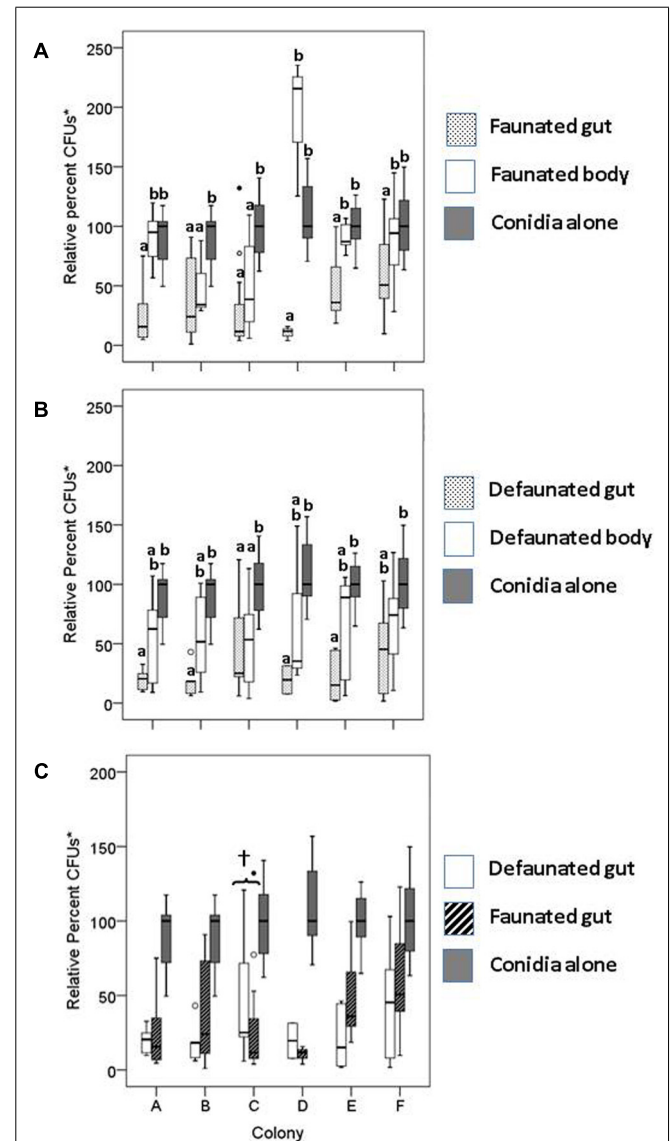 A
Relative percent CFUs*
250
200
150
100
50
0
a
bb
aa
b
a
a
b
a
b
b
a
b
b
a
b b
Faunated gut
Faunated body
Conidia alone
B
Relative Percent CFUs*
250
200
150
100
50
0
a
a
b
b
a
a
b
b
a a
b
a
a
b
b
a
a
b
b
a
b
b
Defaunated gut
Defaunated body
Conidia alone
C
Relative Percent CFUs*
200
150
100
50
0
†
Defaunated gut
Faunated gut
Conidia alone
A B C D E F
Colony